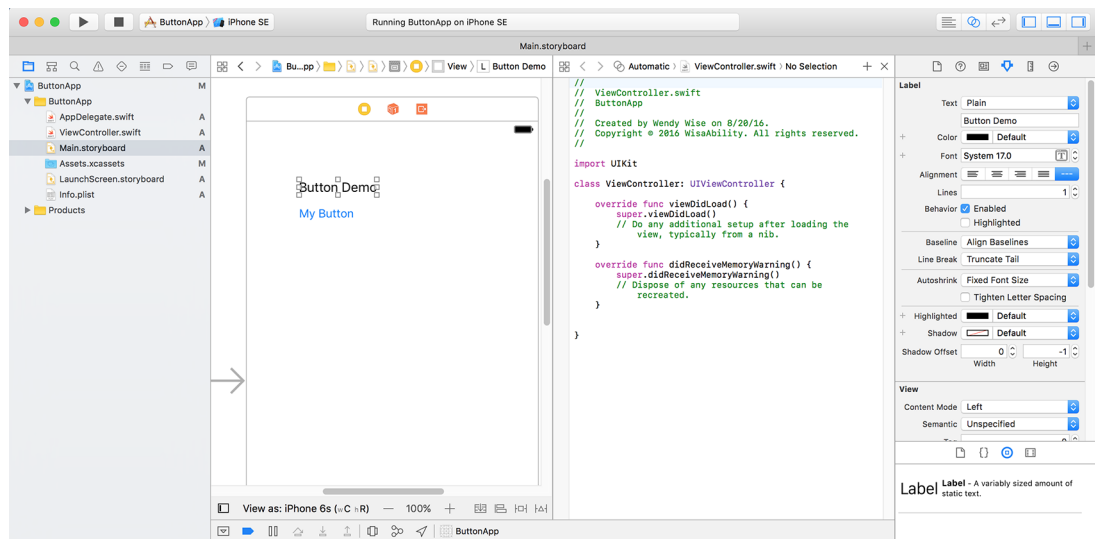 ButtonApp
iPhone SE
Running ButtonApp on iPhone SE
Main.storyboard
Bu...pp
View
L Button Demo
Automatic
ViewController.swift
No Selection
ButtonApp M
ButtonApp
AppDelegate.swift A
ViewController.swift A
Main.storyboard A
Assets.xcassets M
LaunchScreen.storyboard A
Info.plist A
Products
Button Demo
My Button
View as: iPhone 6s (wC hR) — 100% +
ButtonApp
//
// ViewController.swift
// ButtonApp
//
// Created by Wendy Wise on 8/20/16.
// Copyright © 2016 WisaAbility. All rights reserved.
//
import UIKit
class ViewController: UIViewController {
override func viewDidLoad() {
super.viewDidLoad()
// Do any additional setup after loading the
view, typically from a nib.
}
override func didReceiveMemoryWarning() {
super.didReceiveMemoryWarning()
// Dispose of any resources that can be
recreated.
}
}
Label
Text Plain
Button Demo
Color Default
Font System 17.0
Alignment
Lines 1
Behavior Enabled
Highlighted
Baseline Align Baselines
Line Break Truncate Tail
Autoshrink Fixed Font Size
Tighten Letter Spacing
Highlighted Default
Shadow Default
Shadow Offset 0 -1
Width Height
View
Content Mode Left
Semantic Unspecified
Label
Label - A variably sized amount of
static text.